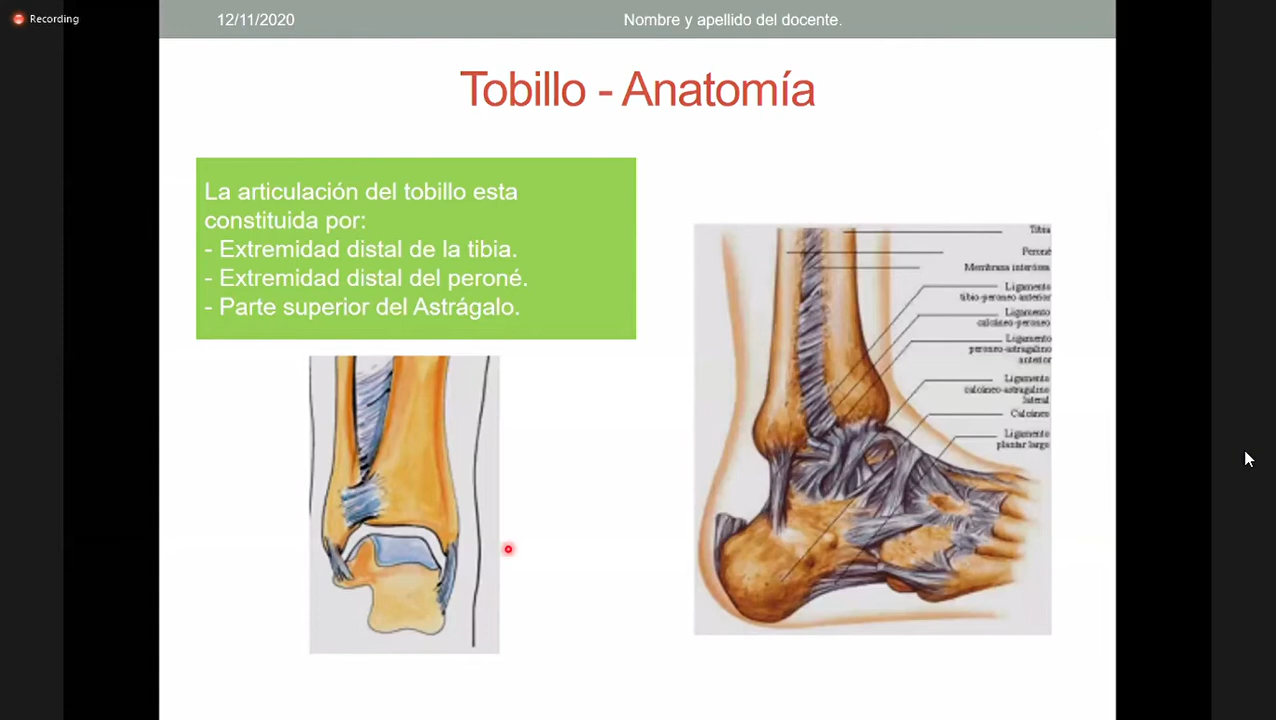 Recording
12/11/2020
Nombre y apellido del docente.
Tobillo - Anatomía
La articulación del tobillo esta
constituida por:
- Extremidad distal de la tibia.
- Extremidad distal del peroné.
- Parte superior del Astrágalo.
Tibia
Peroné
Membrana interósea
Ligamento
tibio-peroneo anterior
Ligamento
calcáneo-peroneo
Ligamento
peroneo-astragalino
anterior
Ligamento
calcáneo-astragalino
lateral
Calcáneo
Ligamento
plantar largo